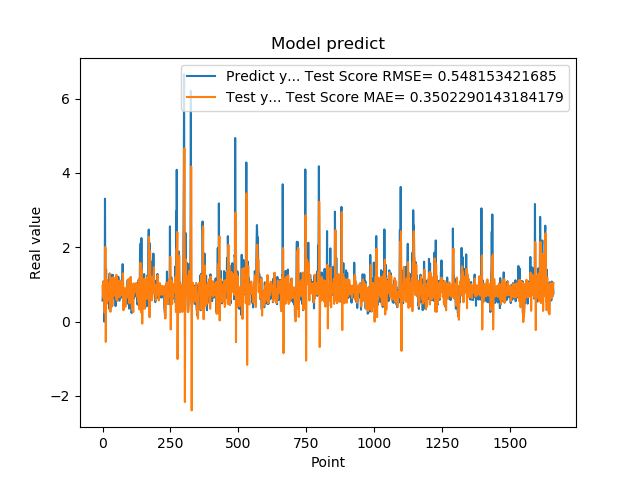 Model predict
Predict y... Test Score RMSE= 0.548153421685
Test y... Test Score MAE= 0.3502290143184179
Real value
6
4
2
0
−2
0 250 500 750 1000 1250 1500
Point